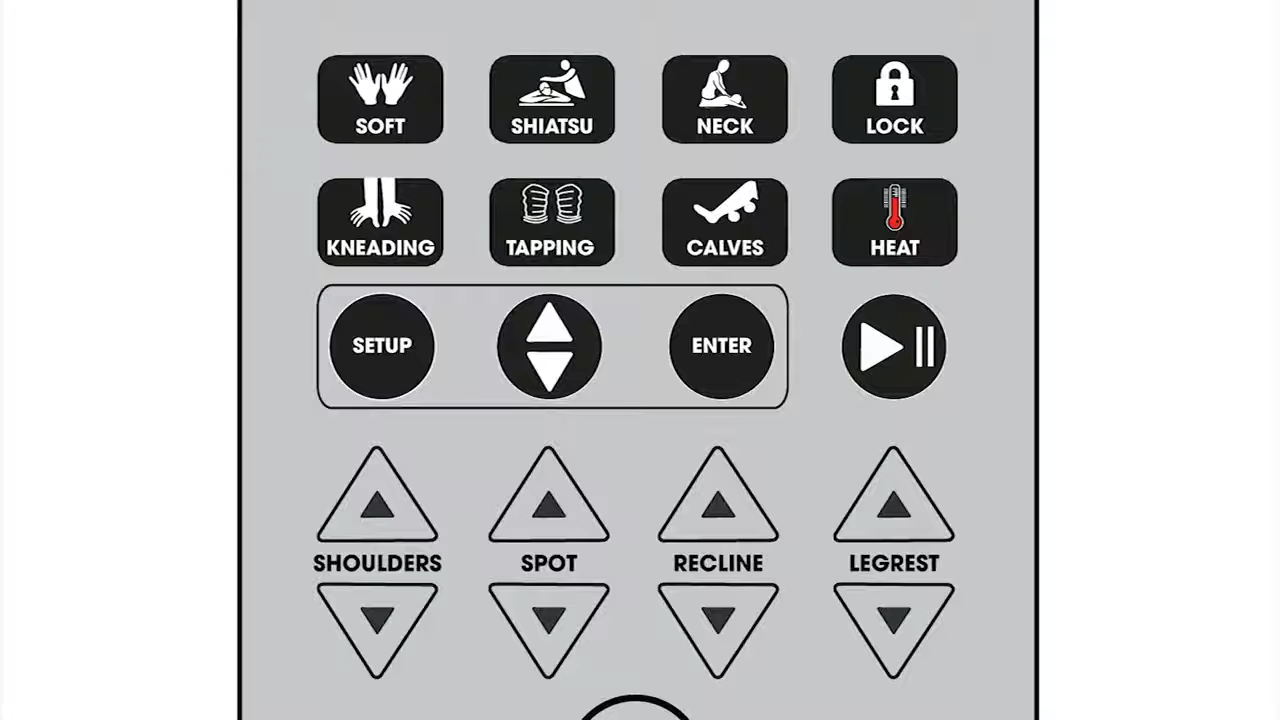 SOFT SHIATSU NECK LOCK
KNEADING TAPPING CALVES HEAT
SETUP ENTER
SHOULDERS SPOT RECLINE LEGREST